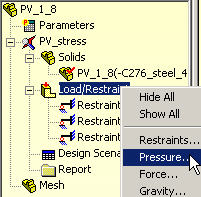 PV_1_8
Parameters
PV_stress
Solids
PV_1_8(-C276_steel_4
Load/Restrain
Hide All
Restraint
Show All
Restraint
Restraint
Restraints...
Design Scena
Pressure...
Report
Force...
Mesh
Gravity...